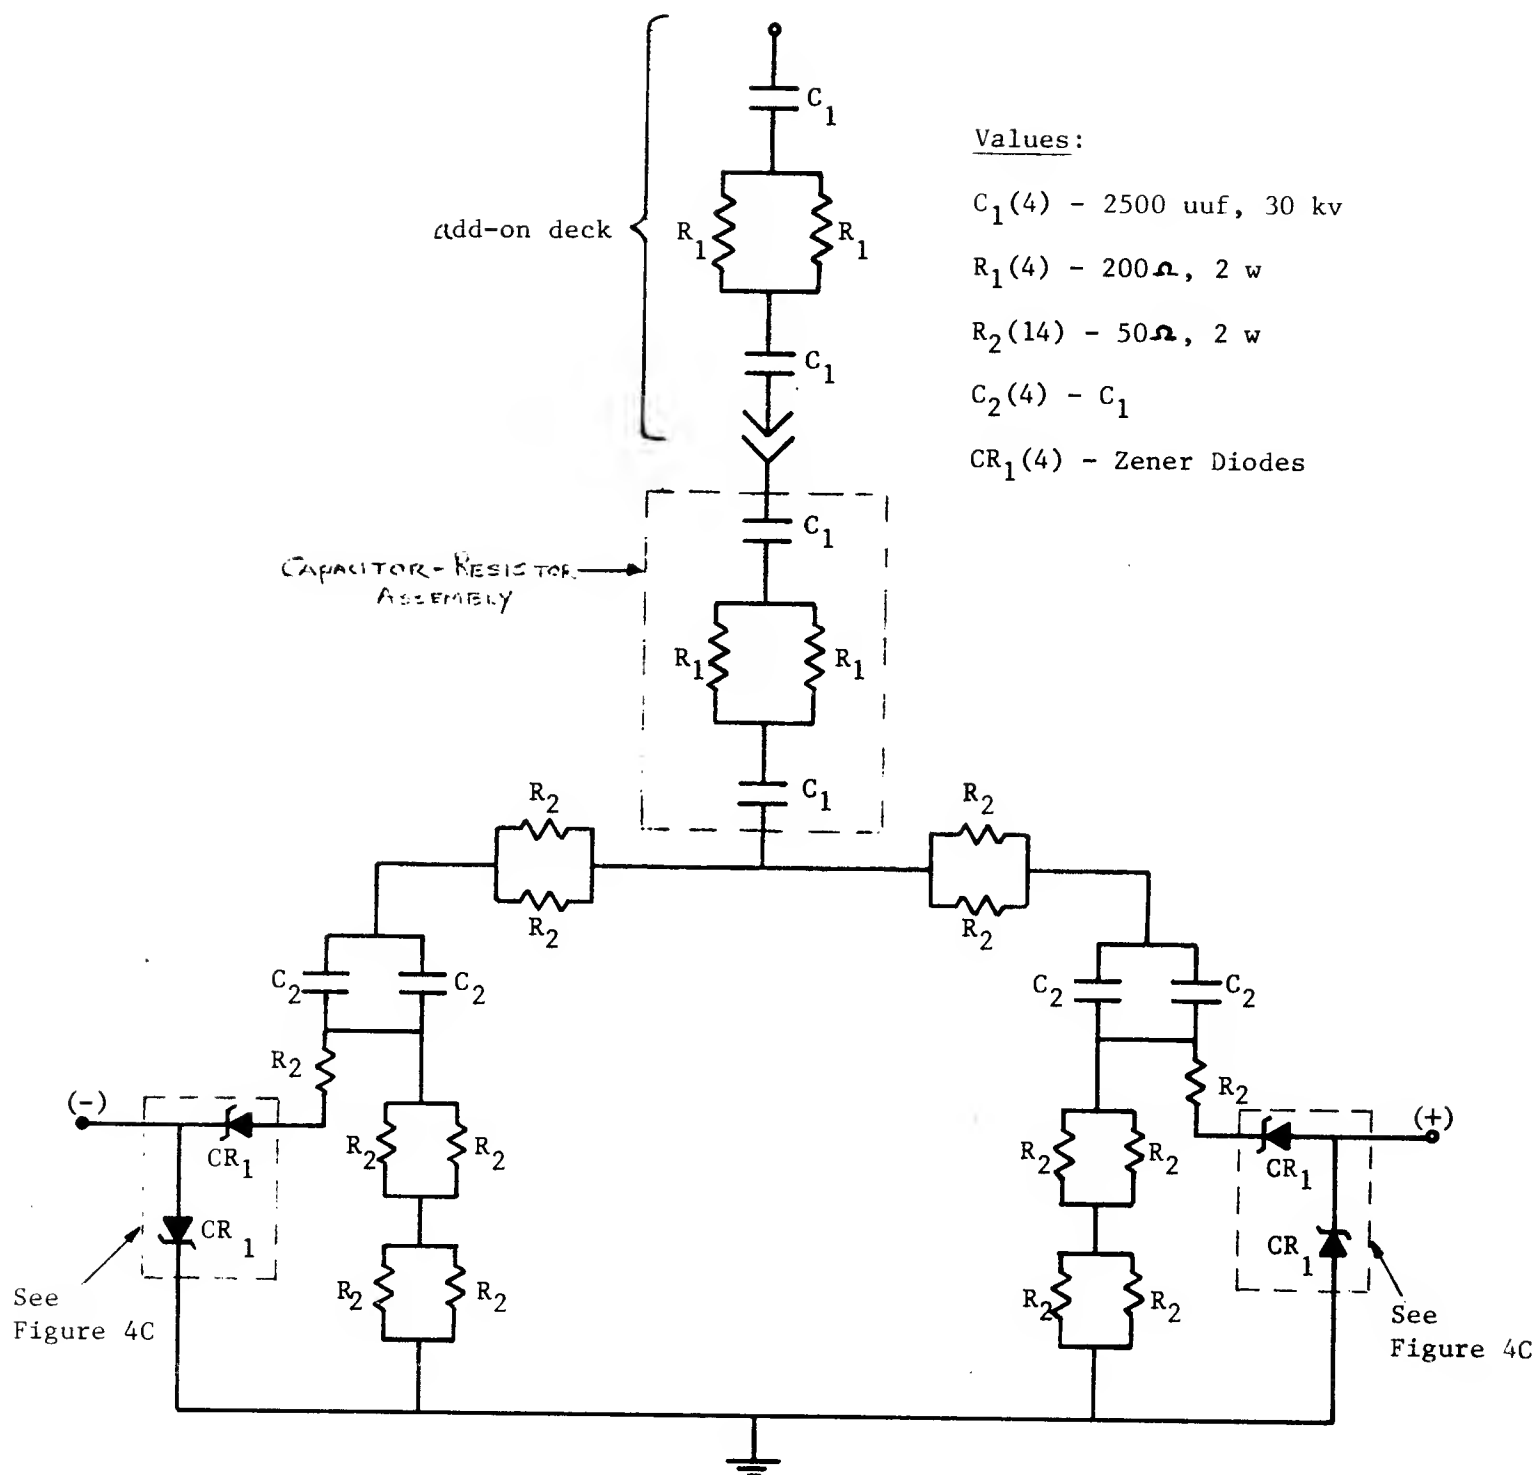 C1
Values:
C1(4) - 2500 uuf, 30 kv
add-on deck
R1
R1
R1(4) - 200Ω, 2 w
R2(14) - 50Ω, 2 w
C1
C2(4) - C1
CR1(4) - Zener Diodes
C1
CAPACITOR-RESISTOR
ASSEMBLY
R1
R1
C1
R2
R2
R2
R2
C2
C2
C2
C2
R2
R2
(-)
(+)
CR1
R2
R2
R2
R2
CR1
CR1
CR1
R2
R2
R2
R2
See
Figure 4C
See
Figure 4C